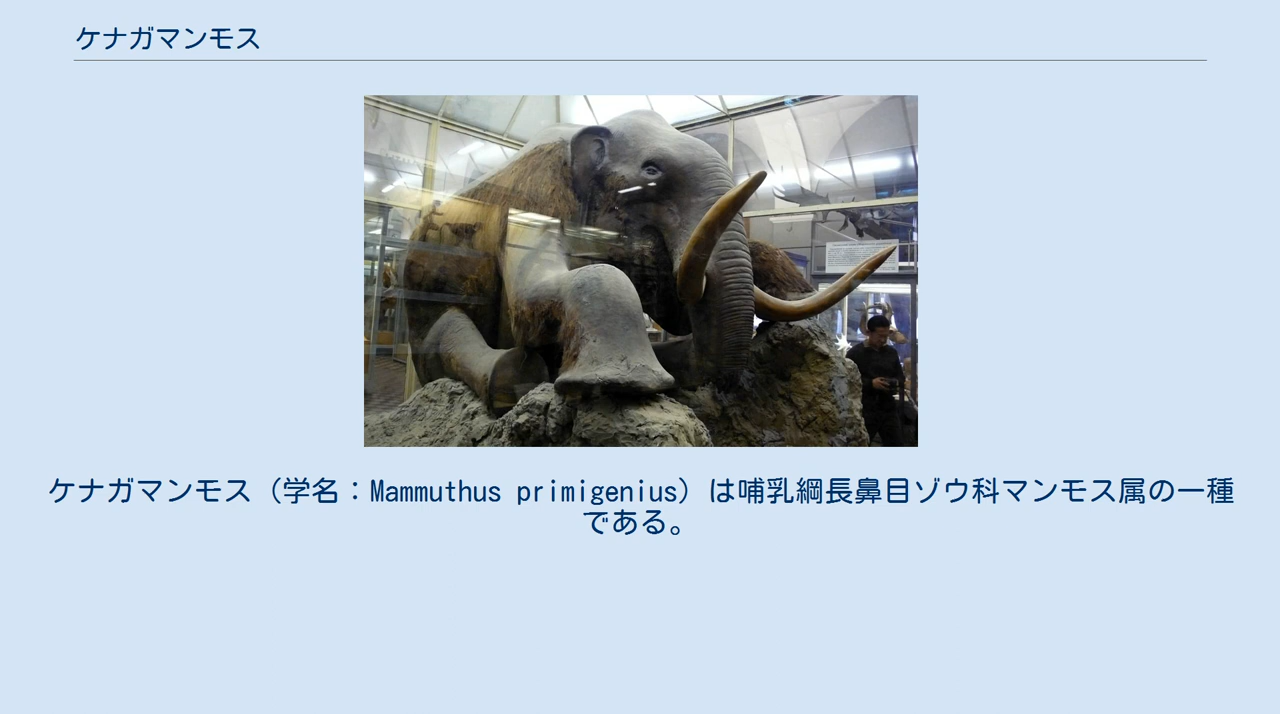 ケナガマンモス
ケナガマンモス（学名：Mammuthus primigenius）は哺乳綱長鼻目ゾウ科マンモス属の一種
である。